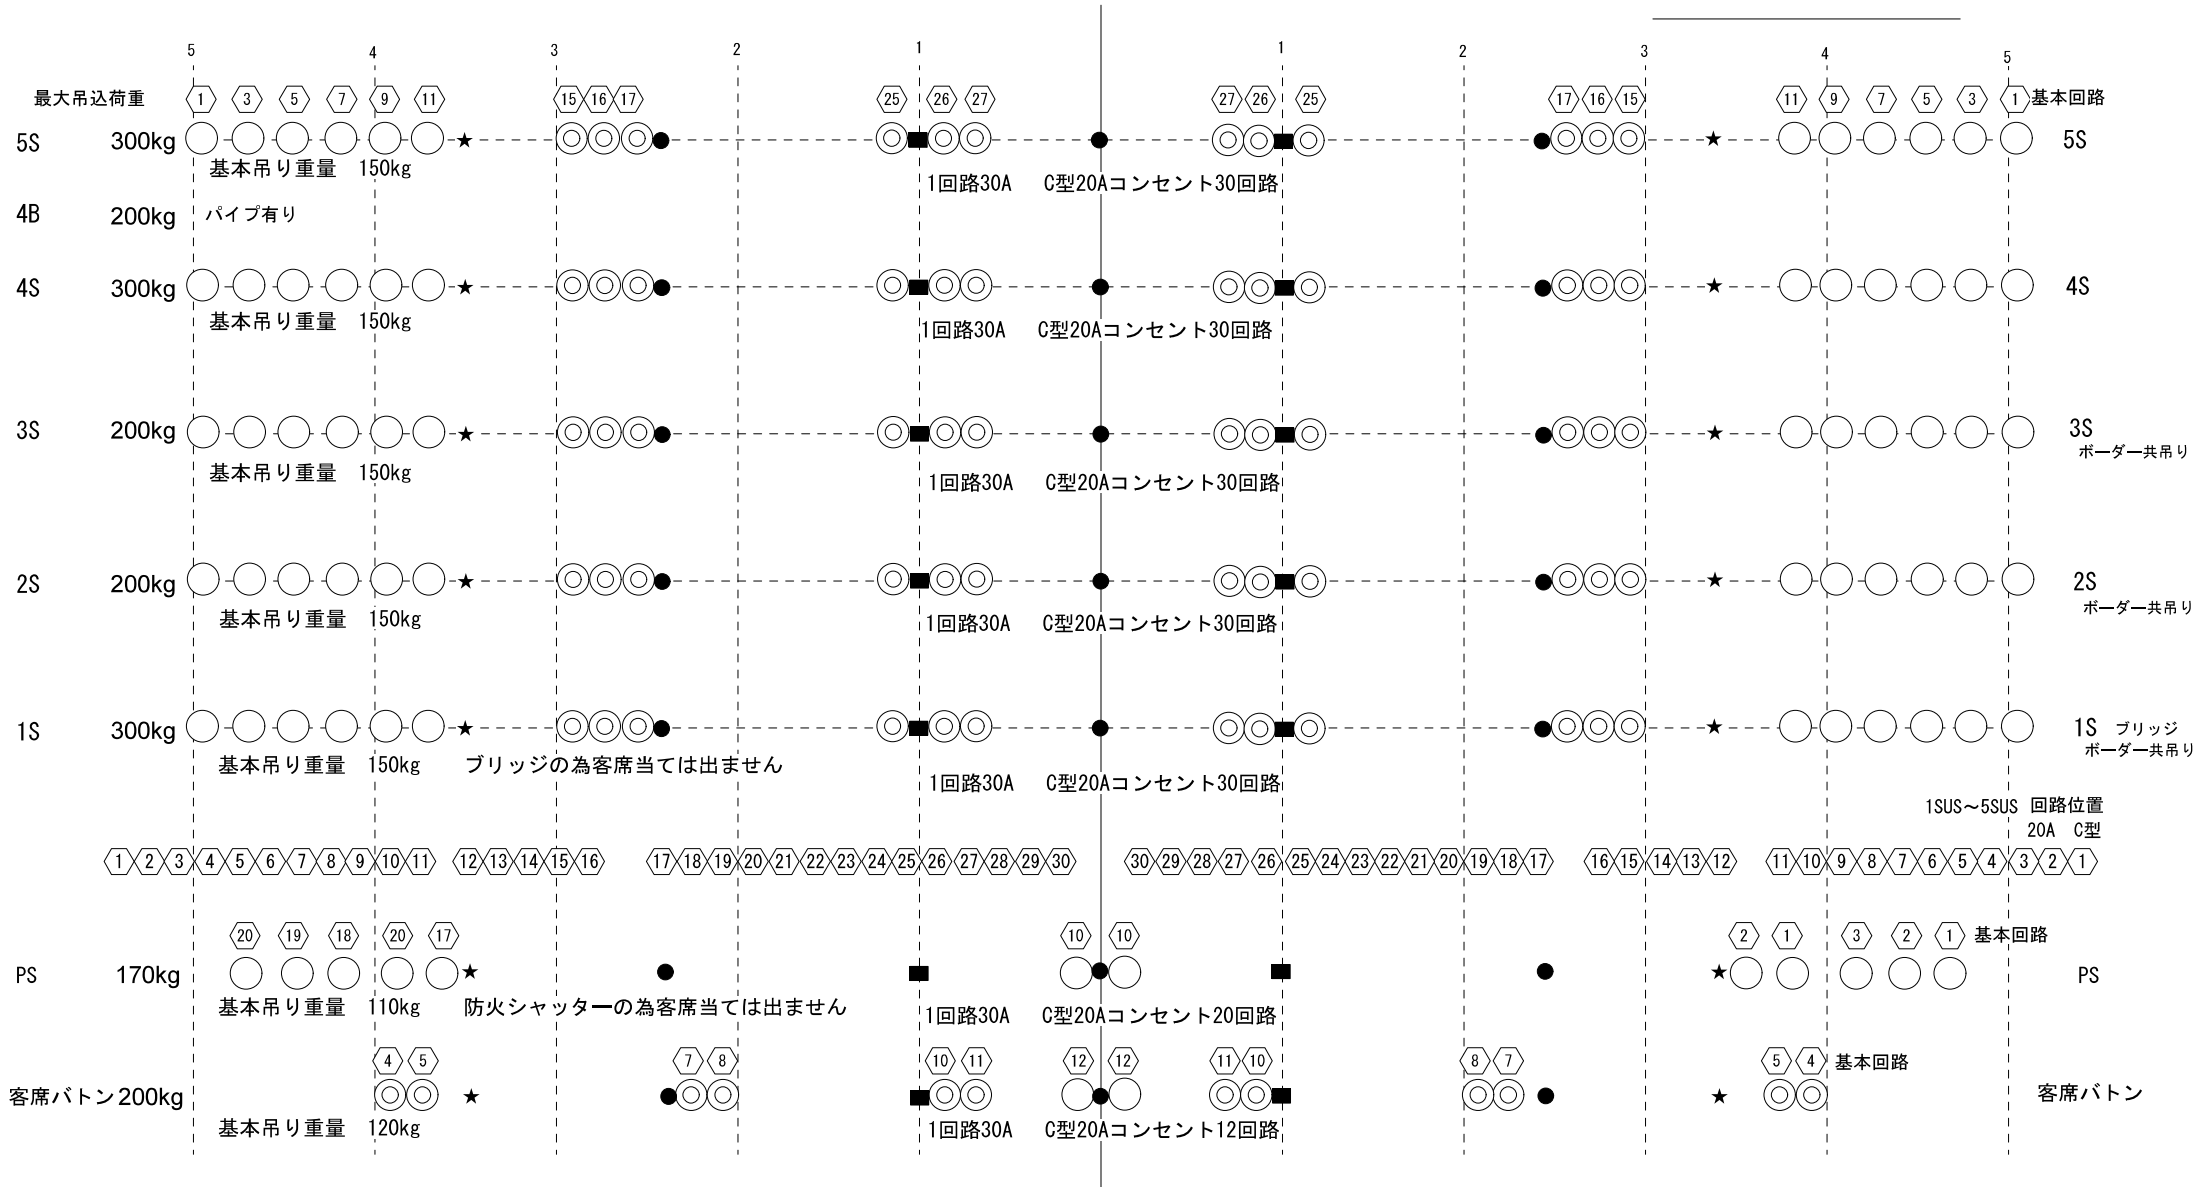 5 4 3 2 1 1 2 3 4 5
最大吊込荷重 1 3 5 7 9 11 15 16 17 25 26 27 27 26 25 17 16 15 11 9 7 5 3 1 基本回路
5S 300kg 5S
基本吊り重量 150kg 1回路30A C型20Aコンセント30回路
4B 200kg パイプ有り
4S 300kg 4S
基本吊り重量 150kg 1回路30A C型20Aコンセント30回路
3S 200kg 3S
ボーダー共吊り
基本吊り重量 150kg 1回路30A C型20Aコンセント30回路
2S 200kg 2S
ボーダー共吊り
基本吊り重量 150kg 1回路30A C型20Aコンセント30回路
1S 300kg 1S ブリッジ
ボーダー共吊り
基本吊り重量 150kg ブリッジの為客席当ては出ません 1回路30A C型20Aコンセント30回路
1SUS～5SUS 回路位置
20A C型
1 2 3 4 5 6 7 8 9 10 11 12 13 14 15 16 17 18 19 20 21 22 23 24 25 26 27 28 29 30 30 29 28 27 26 25 24 23 22 21 20 19 18 17 16 15 14 13 12 11 10 9 8 7 6 5 4 3 2 1
20 19 18 20 17 10 10 2 1 3 2 1 基本回路
PS 170kg PS
基本吊り重量 110kg 防火シャッターの為客席当ては出ません 1回路30A C型20Aコンセント20回路
4 5 7 8 10 11 12 12 11 10 8 7 5 4 基本回路
客席バトン 200kg 客席バトン
基本吊り重量 120kg 1回路30A C型20Aコンセント12回路